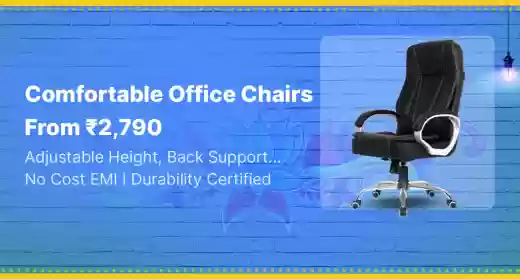 Comfortable Office Chairs
From ₹2,790
Adjustable Height, Back Support...
No Cost EMI | Durability Certified